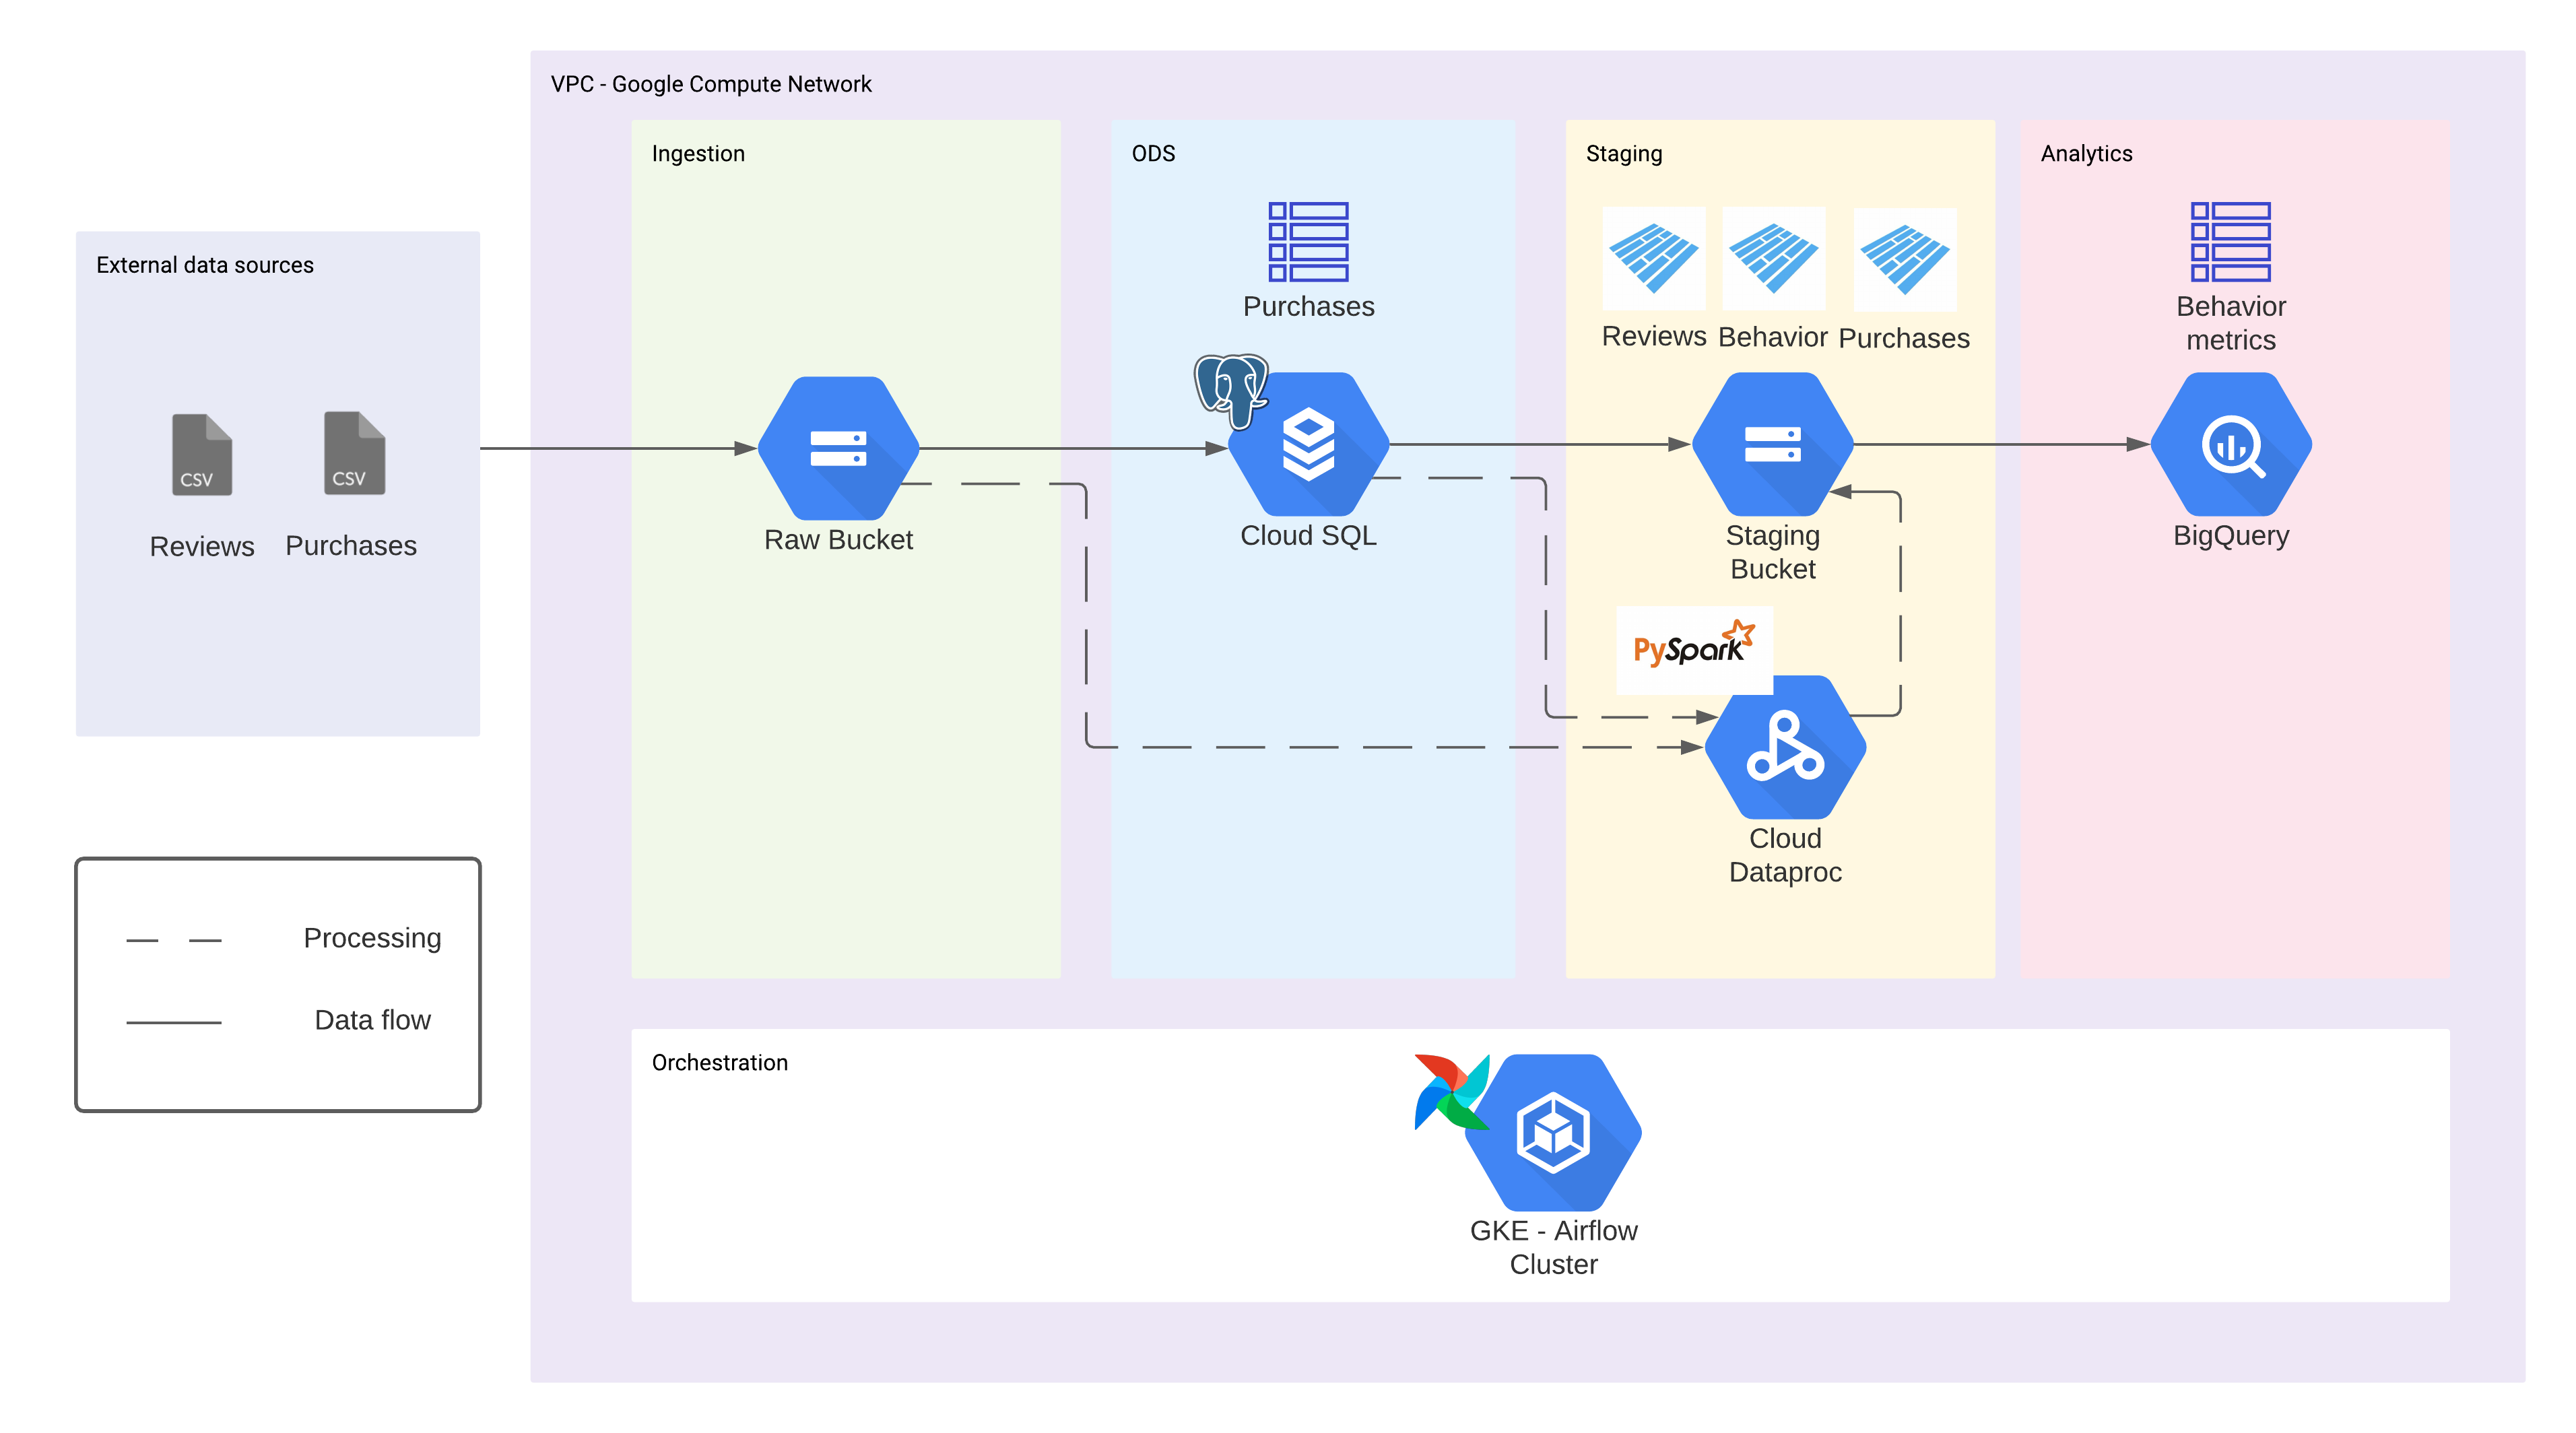 VPC - Google Compute Network
External data sources
CSV
CSV
Reviews
Purchases
Processing
Data flow
Ingestion
Raw Bucket
ODS
Purchases
Cloud SQL
Staging
Reviews
Behavior
Purchases
Staging
Bucket
PySpark
Cloud
Dataproc
Analytics
Behavior
metrics
BigQuery
Orchestration
GKE - Airflow
Cluster